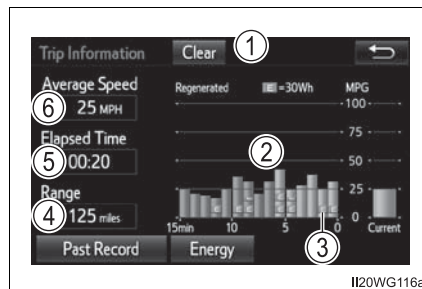 Trip Information Clear 1
Average Speed Regenerated E =30Wh MPG
6 25 MPH 100
Elapsed Time 75
5 00:20 2 50
Range 25
4 125 miles 0
15min 10 5 0 Current
3
Past Record Energy
II20WG116a